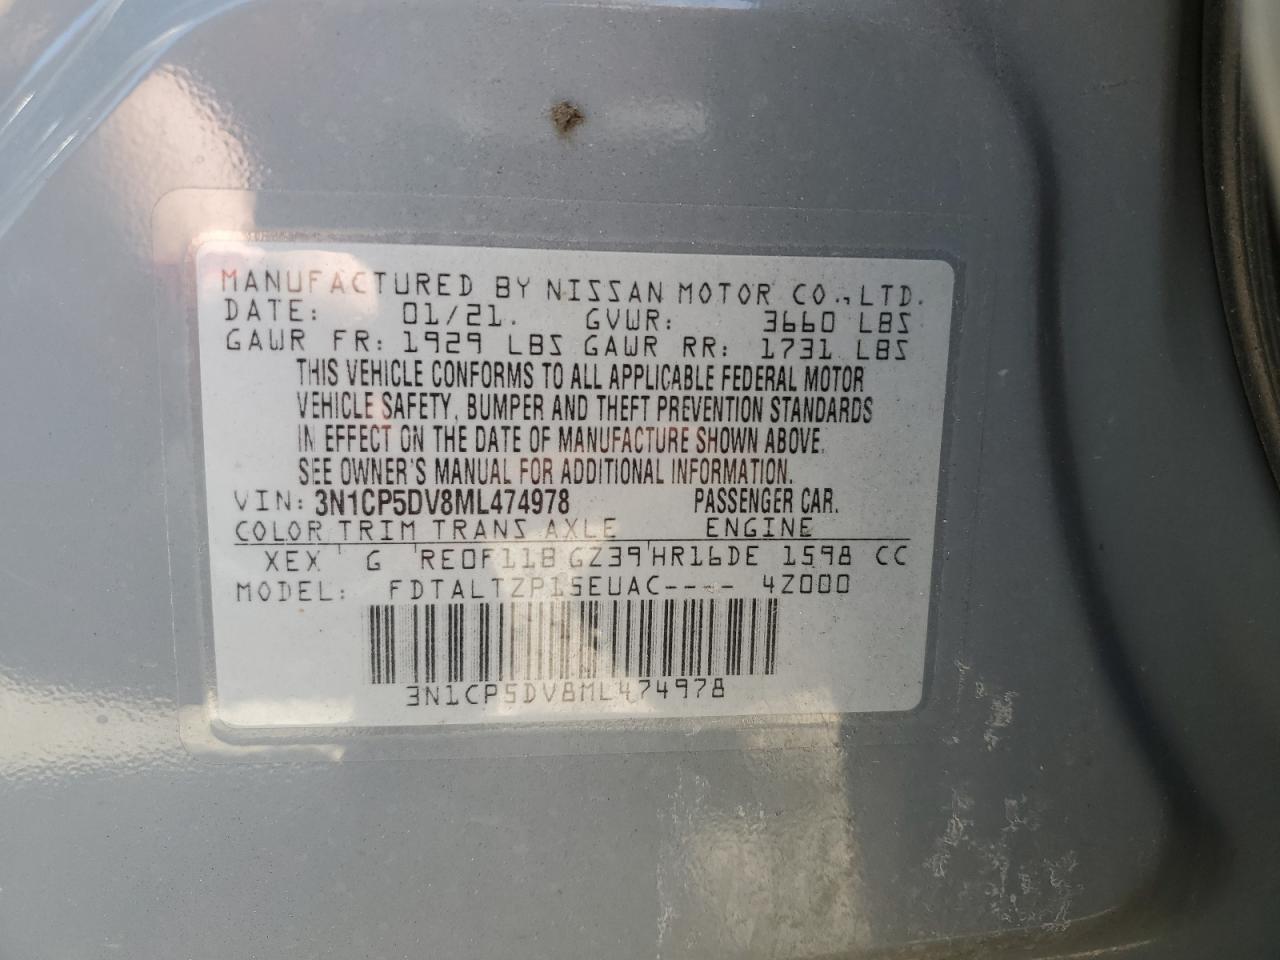 MANUFACTURED BY NISSAN MOTOR CO., LTD.
DATE: 01/21. GVWR: 3660 LBS
GAWR FR: 1929 LBS GAWR RR: 1731 LBS
THIS VEHICLE CONFORMS TO ALL APPLICABLE FEDERAL MOTOR
VEHICLE SAFETY, BUMPER AND THEFT PREVENTION STANDARDS
IN EFFECT ON THE DATE OF MANUFACTURE SHOWN ABOVE.
SEE OWNER'S MANUAL FOR ADDITIONAL INFORMATION.
VIN: 3N1CP5DV8ML474978 PASSENGER CAR.
COLOR TRIM TRANS AXLE ENGINE
XEX G RE0F11B GZ39 HR16DE 1598 CC
MODEL: FDTALTZP15EUAC---- 4Z000
3N1CP5DV8ML474978